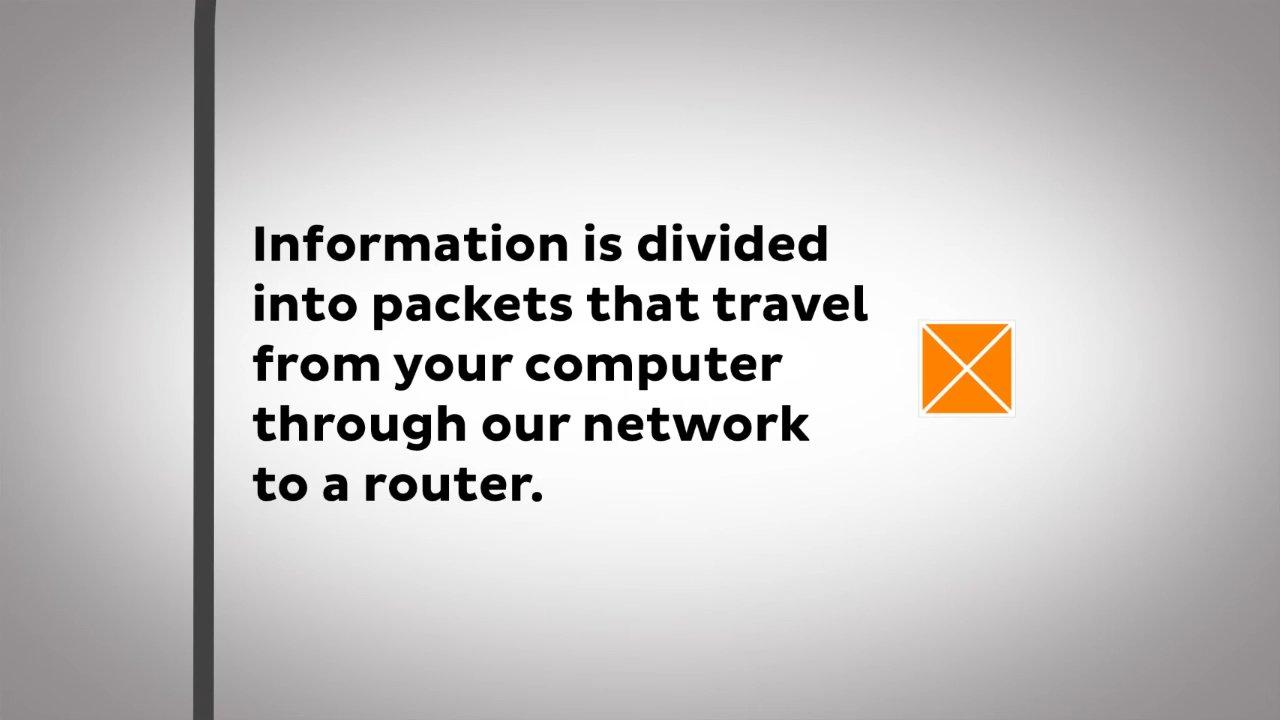 Information is divided
into packets that travel
from your computer
through our network
to a router.